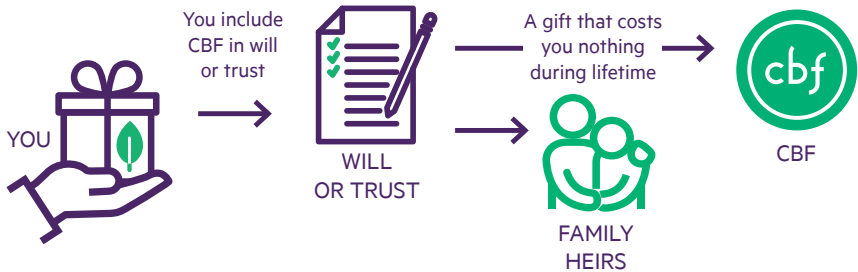 You include
CBF in will
or trust
A gift that costs
you nothing
during lifetime
cbf
YOU
WILL
OR TRUST
CBF
FAMILY
HEIRS